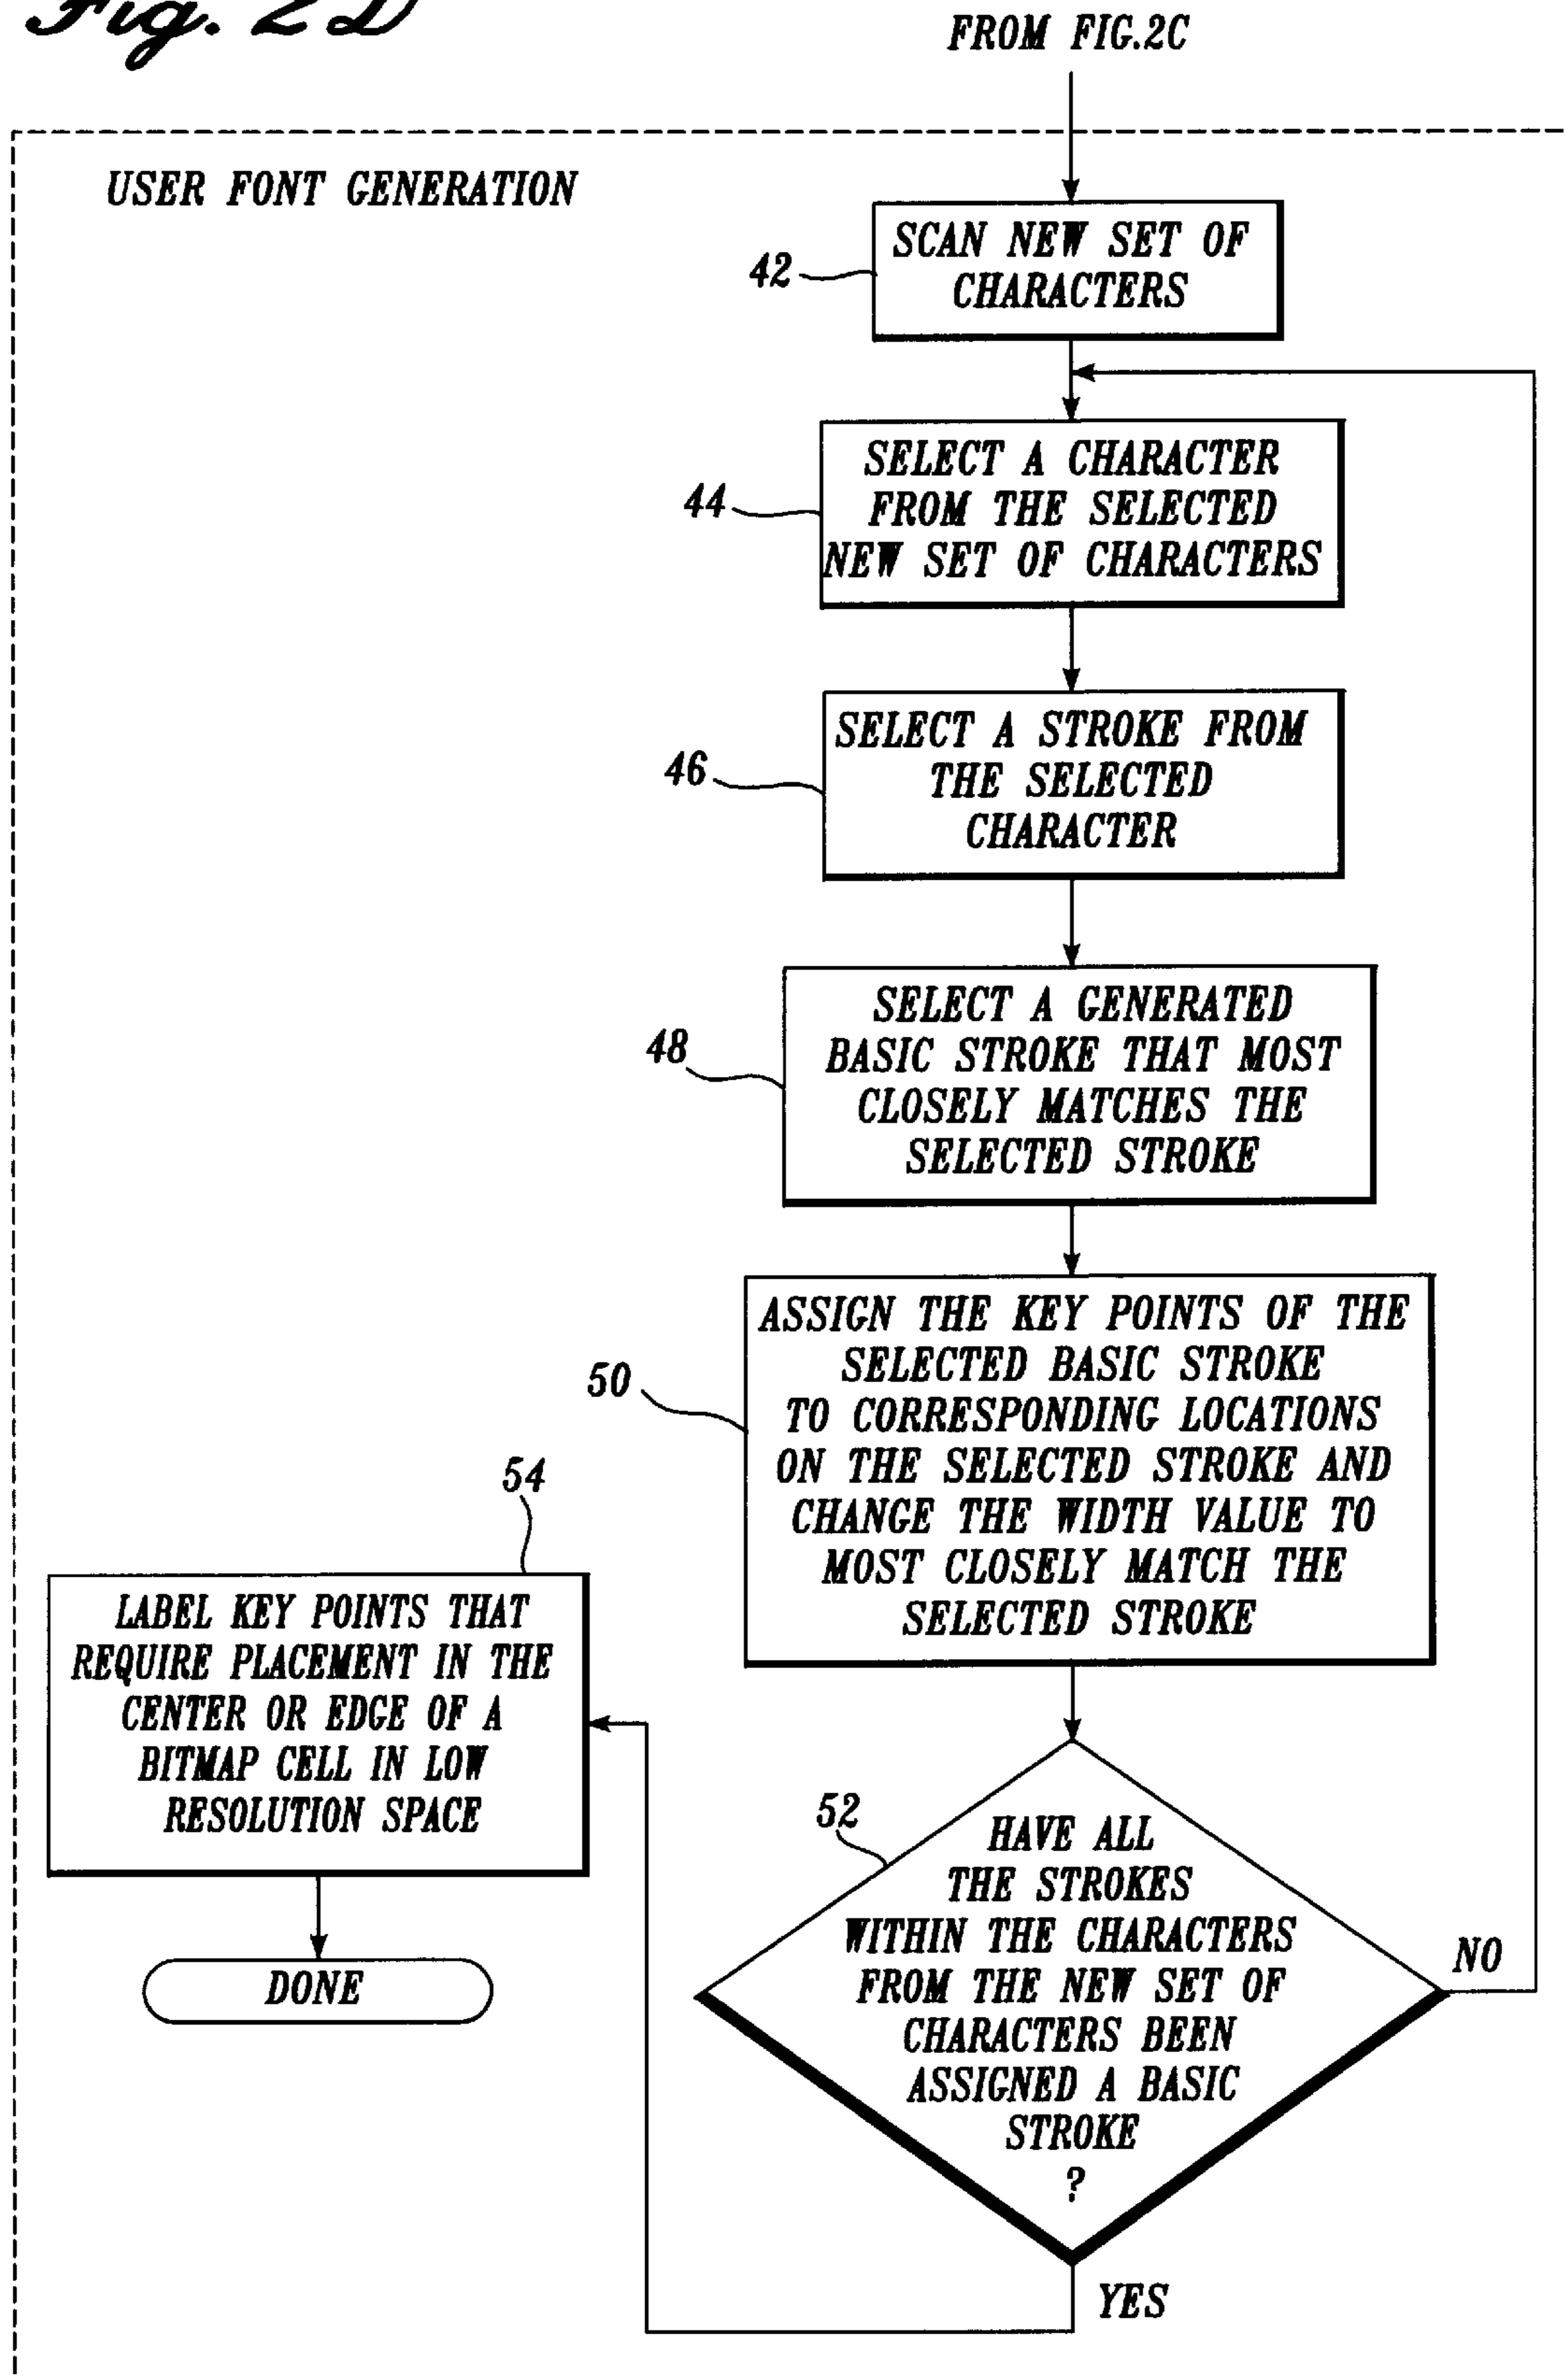 Fig. 2D
FROM FIG.2C
USER FONT GENERATION
42
SCAN NEW SET OF
CHARACTERS
44
SELECT A CHARACTER
FROM THE SELECTED
NEW SET OF CHARACTERS
46
SELECT A STROKE FROM
THE SELECTED
CHARACTER
48
SELECT A GENERATED
BASIC STROKE THAT MOST
CLOSELY MATCHES THE
SELECTED STROKE
50
ASSIGN THE KEY POINTS OF THE
SELECTED BASIC STROKE
TO CORRESPONDING LOCATIONS
ON THE SELECTED STROKE AND
CHANGE THE WIDTH VALUE TO
MOST CLOSELY MATCH THE
SELECTED STROKE
52
HAVE ALL
THE STROKES
WITHIN THE CHARACTERS
FROM THE NEW SET OF
CHARACTERS BEEN
ASSIGNED A BASIC
STROKE
?
NO
YES
54
LABEL KEY POINTS THAT
REQUIRE PLACEMENT IN THE
CENTER OR EDGE OF A
BITMAP CELL IN LOW
RESOLUTION SPACE
DONE